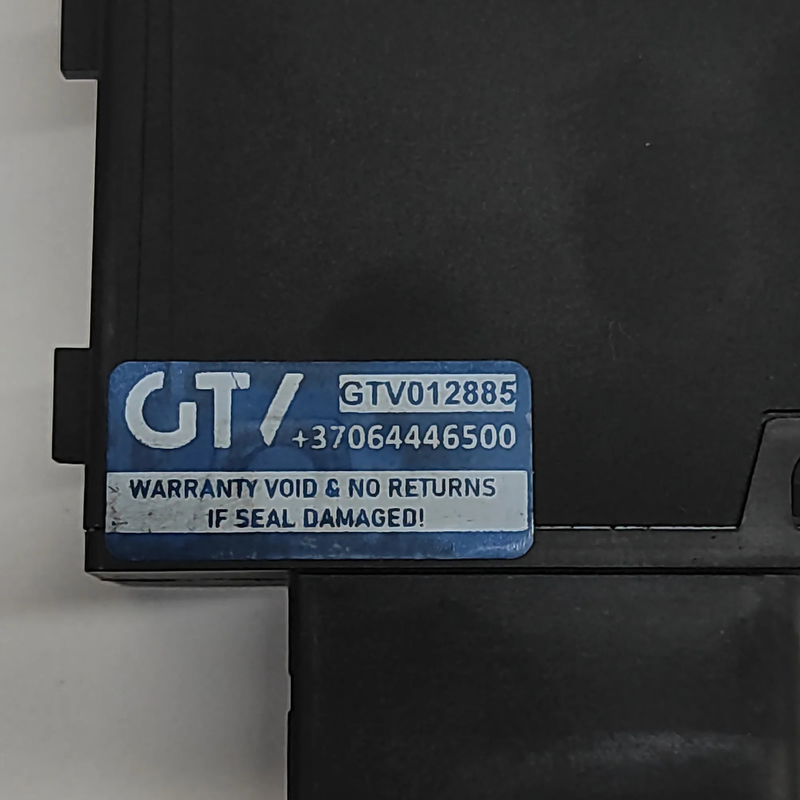 GTV GTV012885
+37064446500
WARRANTY VOID & NO RETURNS
IF SEAL DAMAGED!